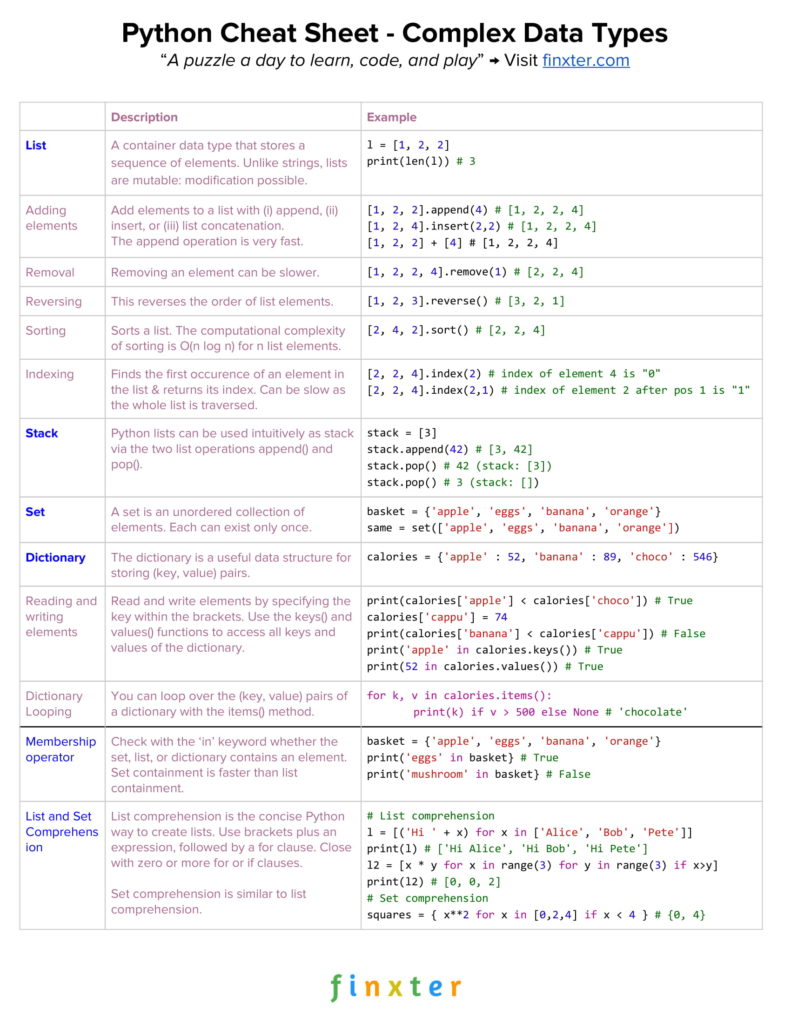 Python Cheat Sheet - Complex Data Types
“A puzzle a day to learn, code, and play” → Visit finxter.com
Description
Example
List
A container data type that stores a
sequence of elements. Unlike strings, lists
are mutable: modification possible.
l = [1, 2, 2]
print(len(l)) # 3
Adding
elements
Add elements to a list with (i) append, (ii)
insert, or (iii) list concatenation.
The append operation is very fast.
[1, 2, 2].append(4) # [1, 2, 2, 4]
[1, 2, 4].insert(2,2) # [1, 2, 2, 4]
[1, 2, 2] + [4] # [1, 2, 2, 4]
Removal
Removing an element can be slower.
[1, 2, 2, 4].remove(1) # [2, 2, 4]
Reversing
This reverses the order of list elements.
[1, 2, 3].reverse() # [3, 2, 1]
Sorting
Sorts a list. The computational complexity
of sorting is O(n log n) for n list elements.
[2, 4, 2].sort() # [2, 2, 4]
Indexing
Finds the first occurence of an element in
the list & returns its index. Can be slow as
the whole list is traversed.
[2, 2, 4].index(2) # index of element 4 is "0"
[2, 2, 4].index(2,1) # index of element 2 after pos 1 is "1"
Stack
Python lists can be used intuitively as stack
via the two list operations append() and
pop().
stack = [3]
stack.append(42) # [3, 42]
stack.pop() # 42 (stack: [3])
stack.pop() # 3 (stack: [])
Set
A set is an unordered collection of
elements. Each can exist only once.
basket = {'apple', 'eggs', 'banana', 'orange'}
same = set(['apple', 'eggs', 'banana', 'orange'])
Dictionary
The dictionary is a useful data structure for
storing (key, value) pairs.
calories = {'apple' : 52, 'banana' : 89, 'choco' : 546}
Reading and
writing
elements
Read and write elements by specifying the
key within the brackets. Use the keys() and
values() functions to access all keys and
values of the dictionary.
print(calories['apple'] < calories['choco']) # True
calories['cappu'] = 74
print(calories['banana'] < calories['cappu']) # False
print('apple' in calories.keys()) # True
print(52 in calories.values()) # True
Dictionary
Looping
You can loop over the (key, value) pairs of
a dictionary with the items() method.
for k, v in calories.items():
print(k) if v > 500 else None # 'chocolate'
Membership
operator
Check with the ‘in’ keyword whether the
set, list, or dictionary contains an element.
Set containment is faster than list
containment.
basket = {'apple', 'eggs', 'banana', 'orange'}
print('eggs' in basket} # True
print('mushroom' in basket} # False
List and Set
Comprehens
ion
List comprehension is the concise Python
way to create lists. Use brackets plus an
expression, followed by a for clause. Close
with zero or more for or if clauses.
Set comprehension is similar to list
comprehension.
# List comprehension
l = [('Hi ' + x) for x in ['Alice', 'Bob', 'Pete']]
print(l) # ['Hi Alice', 'Hi Bob', 'Hi Pete']
l2 = [x * y for x in range(3) for y in range(3) if x>y]
print(l2) # [0, 0, 2]
# Set comprehension
squares = { x**2 for x in [0,2,4] if x < 4 } # {0, 4}
finxter